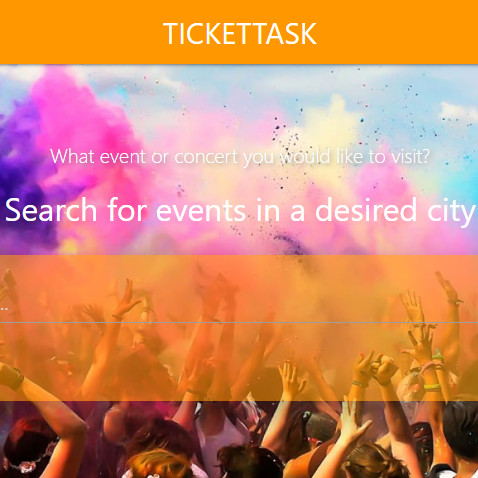 TICKETTASK
What event or concert you would like to visit?
Search for events in a desired city
..